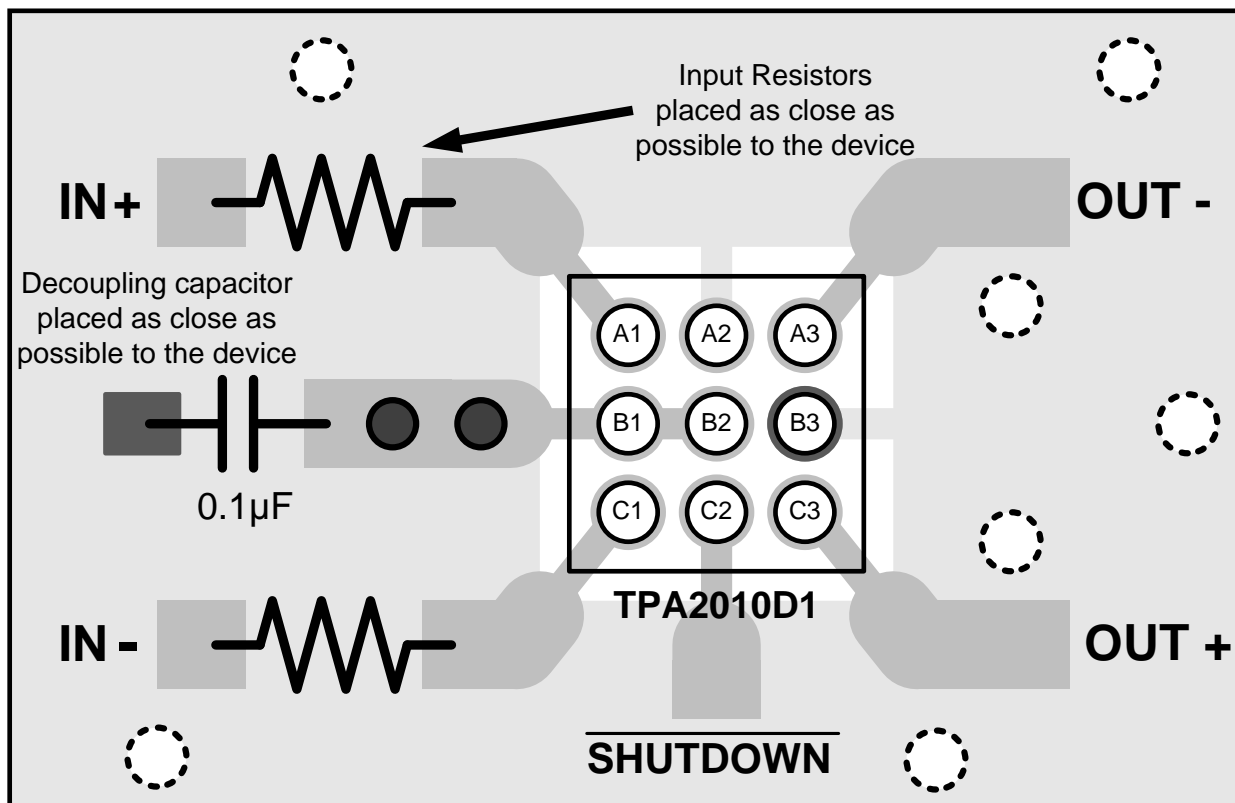 Input Resistors
placed as close as
possible to the device
IN+
OUT -
Decoupling capacitor
placed as close as
possible to the device
A1
A2
A3
B1
B2
B3
0.1µF
C1
C2
C3
TPA2010D1
IN -
OUT +
SHUTDOWN